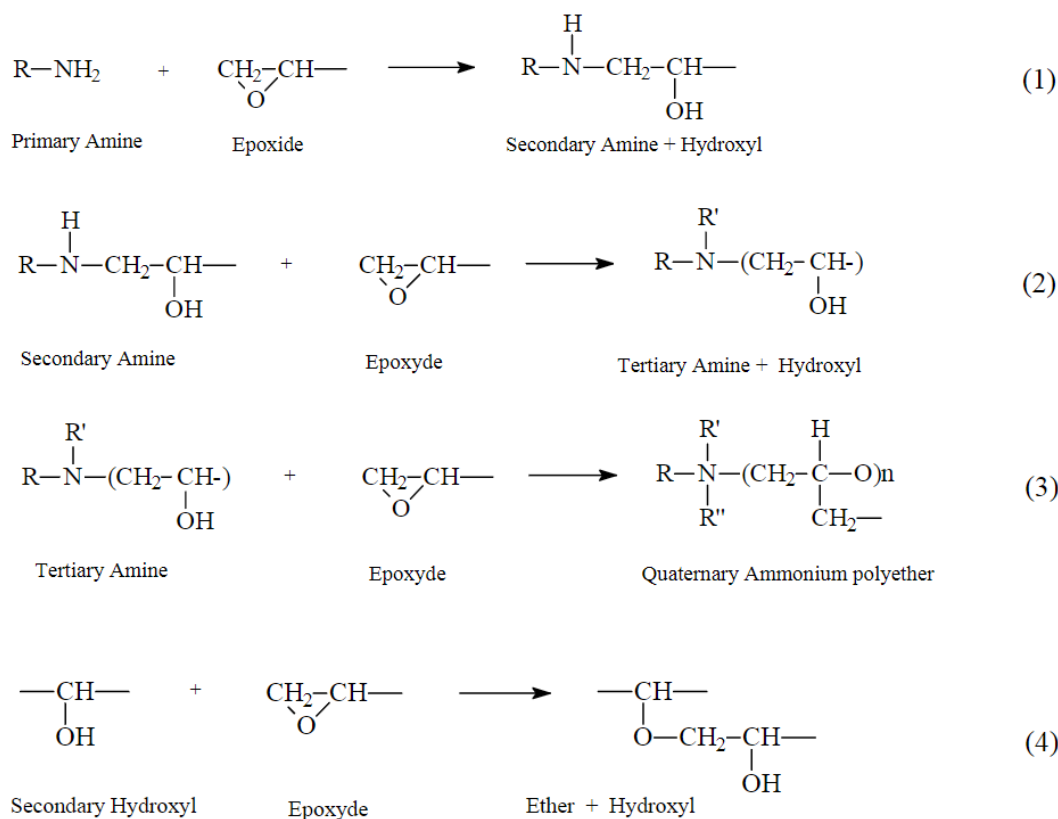 H
R—NH₂ + CH₂–CH— R—N—CH₂–CH— (1)
O OH
Primary Amine Epoxide Secondary Amine + Hydroxyl
H R'
R—N—CH₂–CH— + CH₂–CH— R—N—(CH₂–CH-) (2)
OH O OH
Secondary Amine Epoxyde Tertiary Amine + Hydroxyl
R' R' H
R—N—(CH₂–CH-) + CH₂–CH— R—N—(CH₂–C—O)n (3)
OH O R'' CH₂—
Tertiary Amine Epoxyde Quaternary Ammonium polyether
—CH— + CH₂–CH— —CH—
OH O O—CH₂–CH— (4)
OH
Secondary Hydroxyl Epoxyde Ether + Hydroxyl